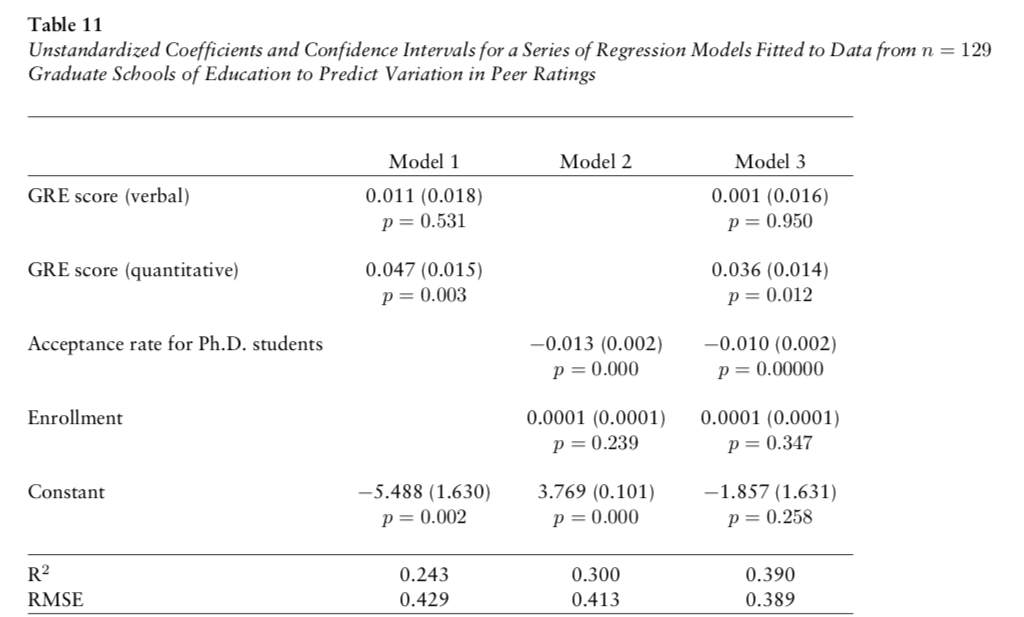 Table 11
Unstandardized Coefficients and Confidence Intervals for a Series of Regression Models Fitted to Data from n = 129
Graduate Schools of Education to Predict Variation in Peer Ratings
Model 1 Model 2 Model 3
GRE score (verbal) 0.011 (0.018) 0.001 (0.016)
p = 0.531 p = 0.950
GRE score (quantitative) 0.047 (0.015) 0.036 (0.014)
p = 0.003 p = 0.012
Acceptance rate for Ph.D. students −0.013 (0.002) −0.010 (0.002)
p = 0.000 p = 0.00000
Enrollment 0.0001 (0.0001) 0.0001 (0.0001)
p = 0.239 p = 0.347
Constant −5.488 (1.630) 3.769 (0.101) −1.857 (1.631)
p = 0.002 p = 0.000 p = 0.258
R² 0.243 0.300 0.390
RMSE 0.429 0.413 0.389